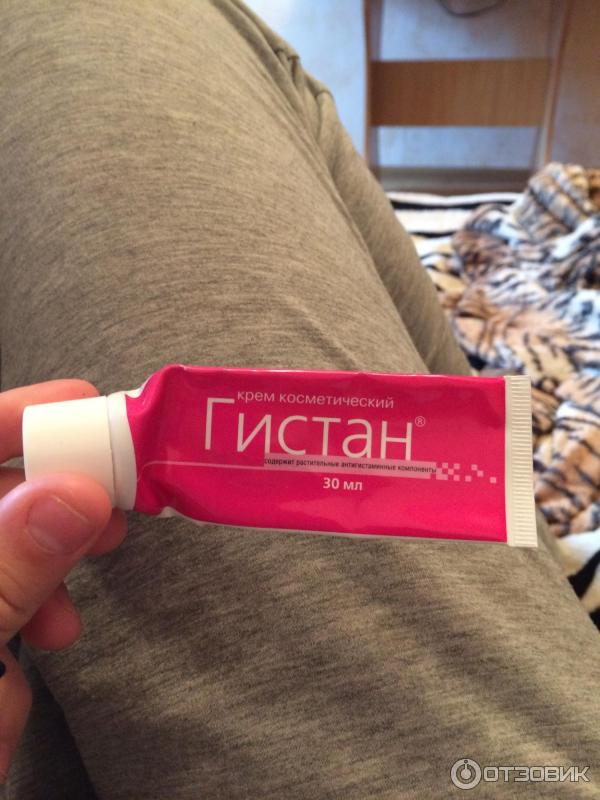 крем косметический
Гистан®
содержит растительные антигистаминные компоненты
30 мл
ОТЗОВИК